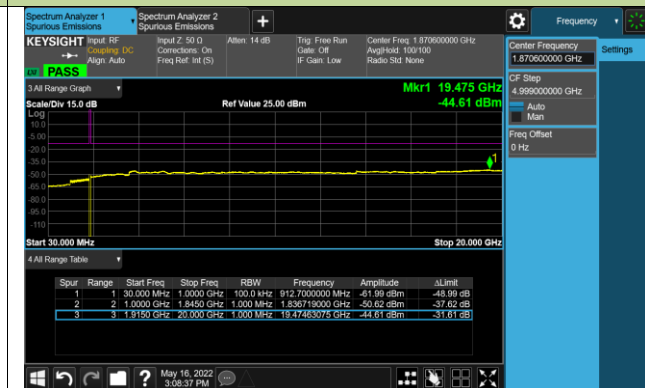 Spectrum Analyzer 1
Spurious Emissions
Spectrum Analyzer 2
Spurious Emissions
+
Frequency
KEYSIGHT
Input: RF
Coupling: DC
Align: Auto
Input Z: 50 Ω
Corrections: On
Freq Ref: Int (S)
Atten: 14 dB
Trig: Free Run
Gate: Off
IF Gain: Low
Center Freq: 1.870600000 GHz
Avg|Hold: 100/100
Radio Std: None
PASS
Center Frequency
1.870600000 GHz
Settings
CF Step
4.999000000 GHz
Auto
Man
Freq Offset
0 Hz
3 All Range Graph
Mkr1 19.475 GHz
-44.61 dBm
Scale/Div 15.0 dB
Ref Value 25.00 dBm
Log
10.0
-5.00
-20.0
-35.0
-50.0
-65.0
-80.0
-95.0
-110
1
Start 30.000 MHz
Stop 20.000 GHz
4 All Range Table
Spur Range Start Freq Stop Freq RBW Frequency Amplitude ΔLimit
1 1 30.000 MHz 1.0000 GHz 100.0 kHz 912.7000000 MHz -61.99 dBm -48.99 dB
2 2 1.0000 GHz 1.8450 GHz 1.000 MHz 1.836719000 GHz -50.62 dBm -37.62 dB
3 3 1.9150 GHz 20.000 GHz 1.000 MHz 19.47463075 GHz -44.61 dBm -31.61 dB
?
May 16, 2022
3:08:37 PM